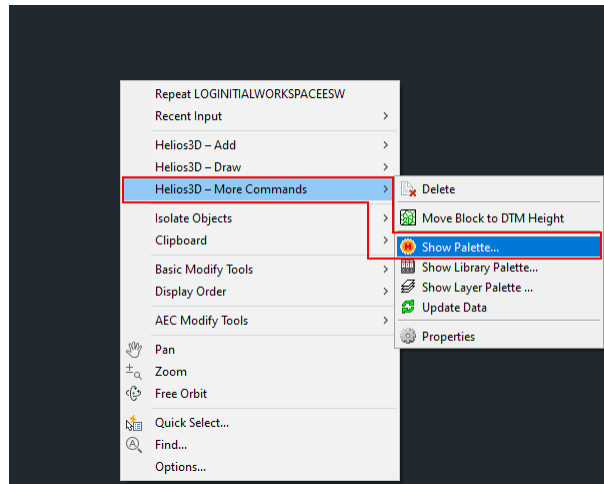 Repeat LOGINITIALWORKSPACEESW
Recent Input
Helios3D – Add
Helios3D – Draw
Helios3D – More Commands
Isolate Objects
Clipboard
Basic Modify Tools
Display Order
AEC Modify Tools
Pan
Zoom
Free Orbit
Quick Select...
Find...
Options...
Delete
Move Block to DTM Height
H
Show Palette...
Show Library Palette...
Show Layer Palette ...
Update Data
Properties